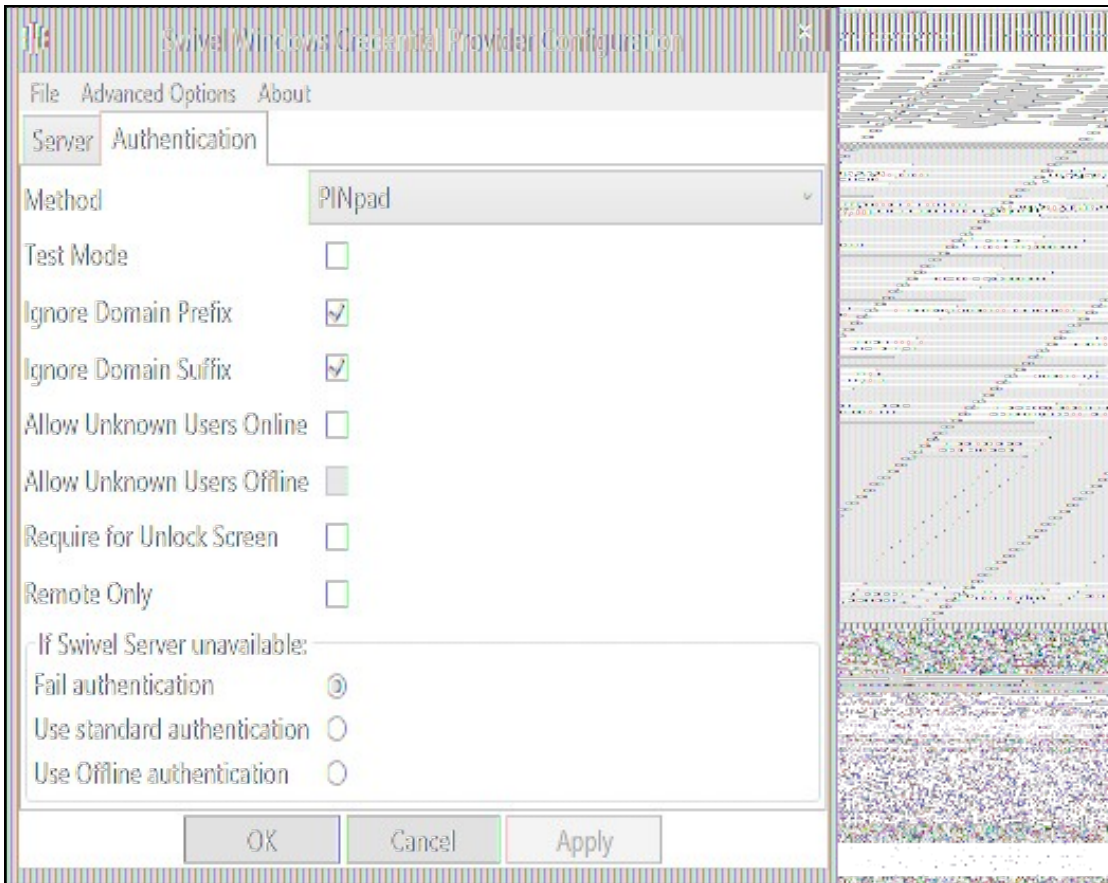 Swivel Windows Credential Provider Configuration
File Advanced Options About
Server Authentication
Method PINpad
Test Mode
Ignore Domain Prefix
Ignore Domain Suffix
Allow Unknown Users Online
Allow Unknown Users Offline
Require for Unlock Screen
Remote Only
If Swivel Server unavailable:
Fail authentication
Use standard authentication
Use Offline authentication
OK Cancel Apply